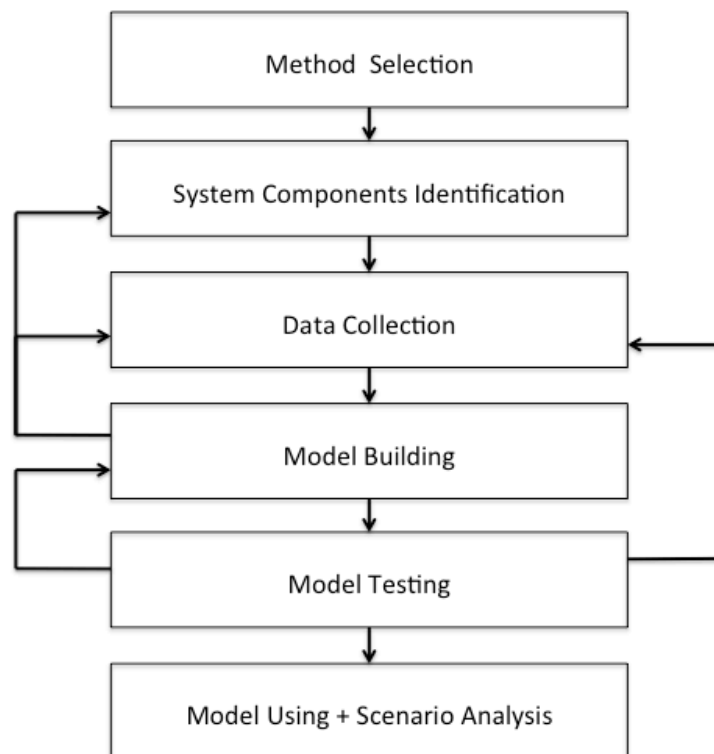 Method Selection
System Components Identification
Data Collection
Model Building
Model Testing
Model Using + Scenario Analysis